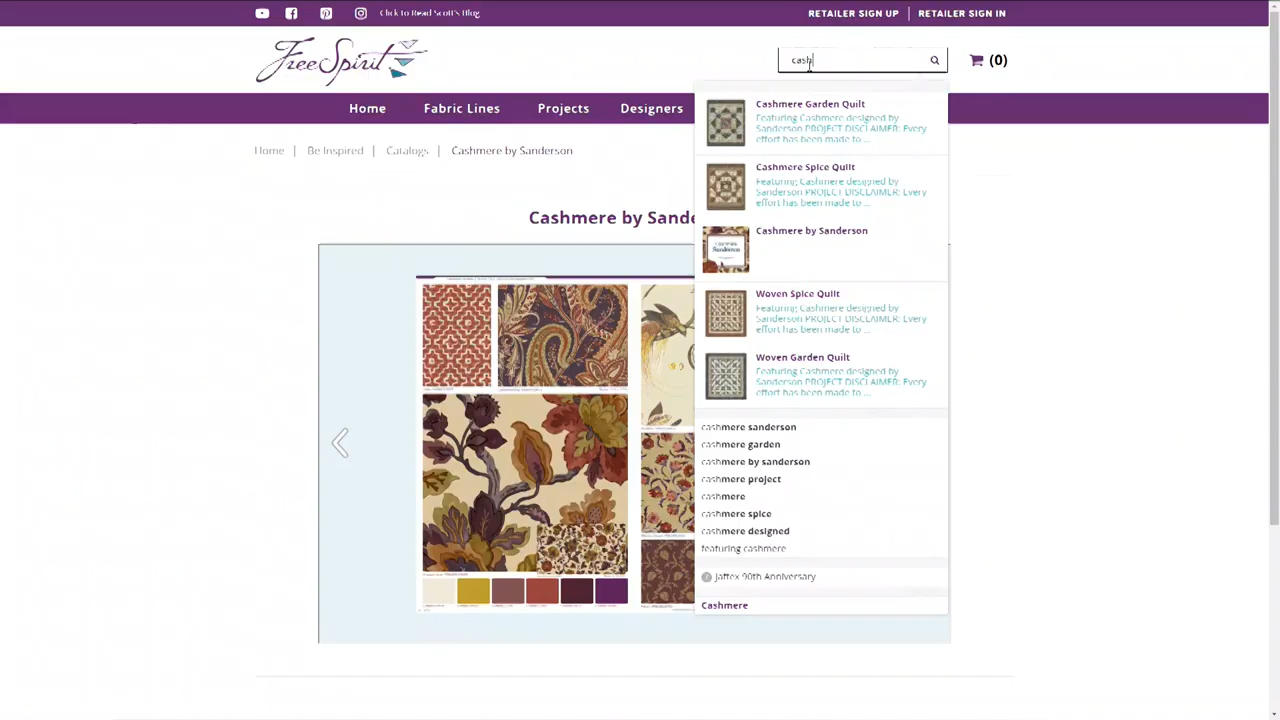 Click to Read Scott's Blog
RETAILER SIGN UP
RETAILER SIGN IN
FreeSpirit
cash
(0)
Home
Fabric Lines
Projects
Designers
Home | Be Inspired | Catalogs | Cashmere by Sanderson
Cashmere by Sande
Cashmere Garden Quilt
Featuring Cashmere designed by
Sanderson PROJECT DISCLAIMER: Every
effort has been made to ...
Cashmere Spice Quilt
Featuring Cashmere designed by
Sanderson PROJECT DISCLAIMER: Every
effort has been made to ...
Cashmere by Sanderson
Woven Spice Quilt
Featuring Cashmere designed by
Sanderson PROJECT DISCLAIMER: Every
effort has been made to ...
Woven Garden Quilt
Featuring Cashmere designed by
Sanderson PROJECT DISCLAIMER: Every
effort has been made to ...
cashmere sanderson
cashmere garden
cashmere by sanderson
cashmere project
cashmere
cashmere spice
cashmere designed
featuring cashmere
Jaftex 90th Anniversary
Cashmere